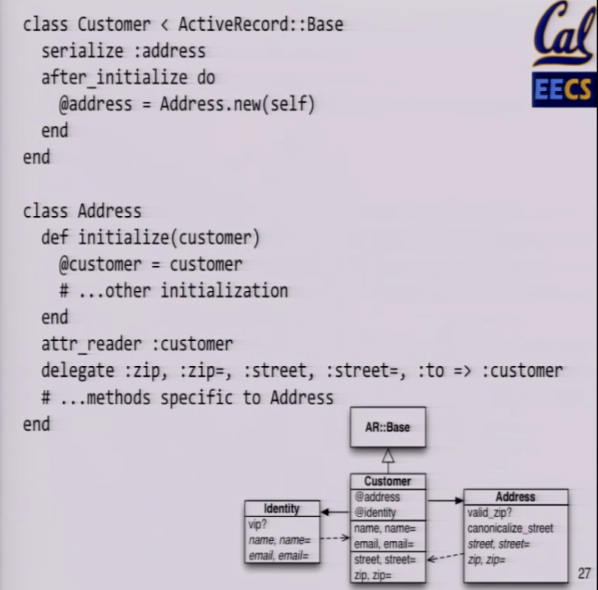 class Customer < ActiveRecord::Base
serialize :address
after_initialize do
@address = Address.new(self)
end
end
class Address
def initialize(customer)
@customer = customer
# ...other initialization
end
attr_reader :customer
delegate :zip, :zip=, :street, :street=, :to => :customer
# ...methods specific to Address
end
Cal
EECS
AR::Base
Customer
@address
@identity
name, name=
email, email=
street, street=
zip, zip=
Identity
vip?
name, name=
email, email=
Address
valid_zip?
canonicalize_street
street, street=
zip, zip=
27